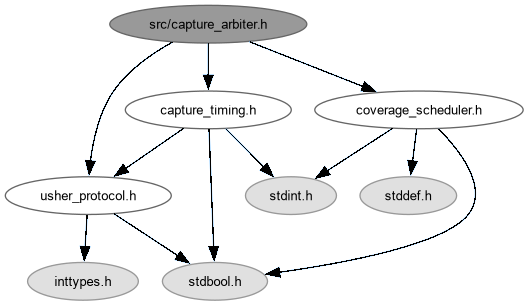 src/capture_arbiter.h
capture_timing.h
coverage_scheduler.h
usher_protocol.h
stdint.h
stddef.h
inttypes.h
stdbool.h